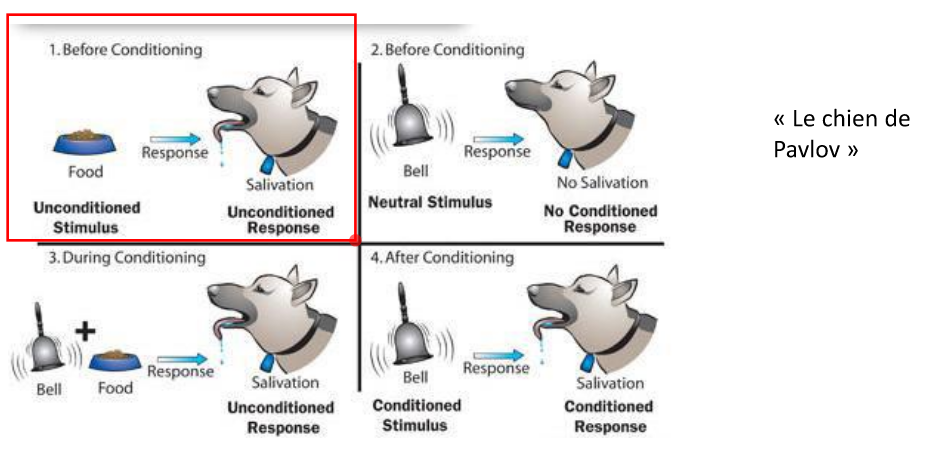 1. Before Conditioning
Food
Response
Salivation
Unconditioned
Stimulus
Unconditioned
Response
2. Before Conditioning
Bell
Response
No Salivation
Neutral Stimulus
No Conditioned
Response
« Le chien de
Pavlov »
3. During Conditioning
+
Bell
Food
Response
Salivation
Unconditioned
Response
4. After Conditioning
Bell
Response
Salivation
Conditioned
Stimulus
Conditioned
Response